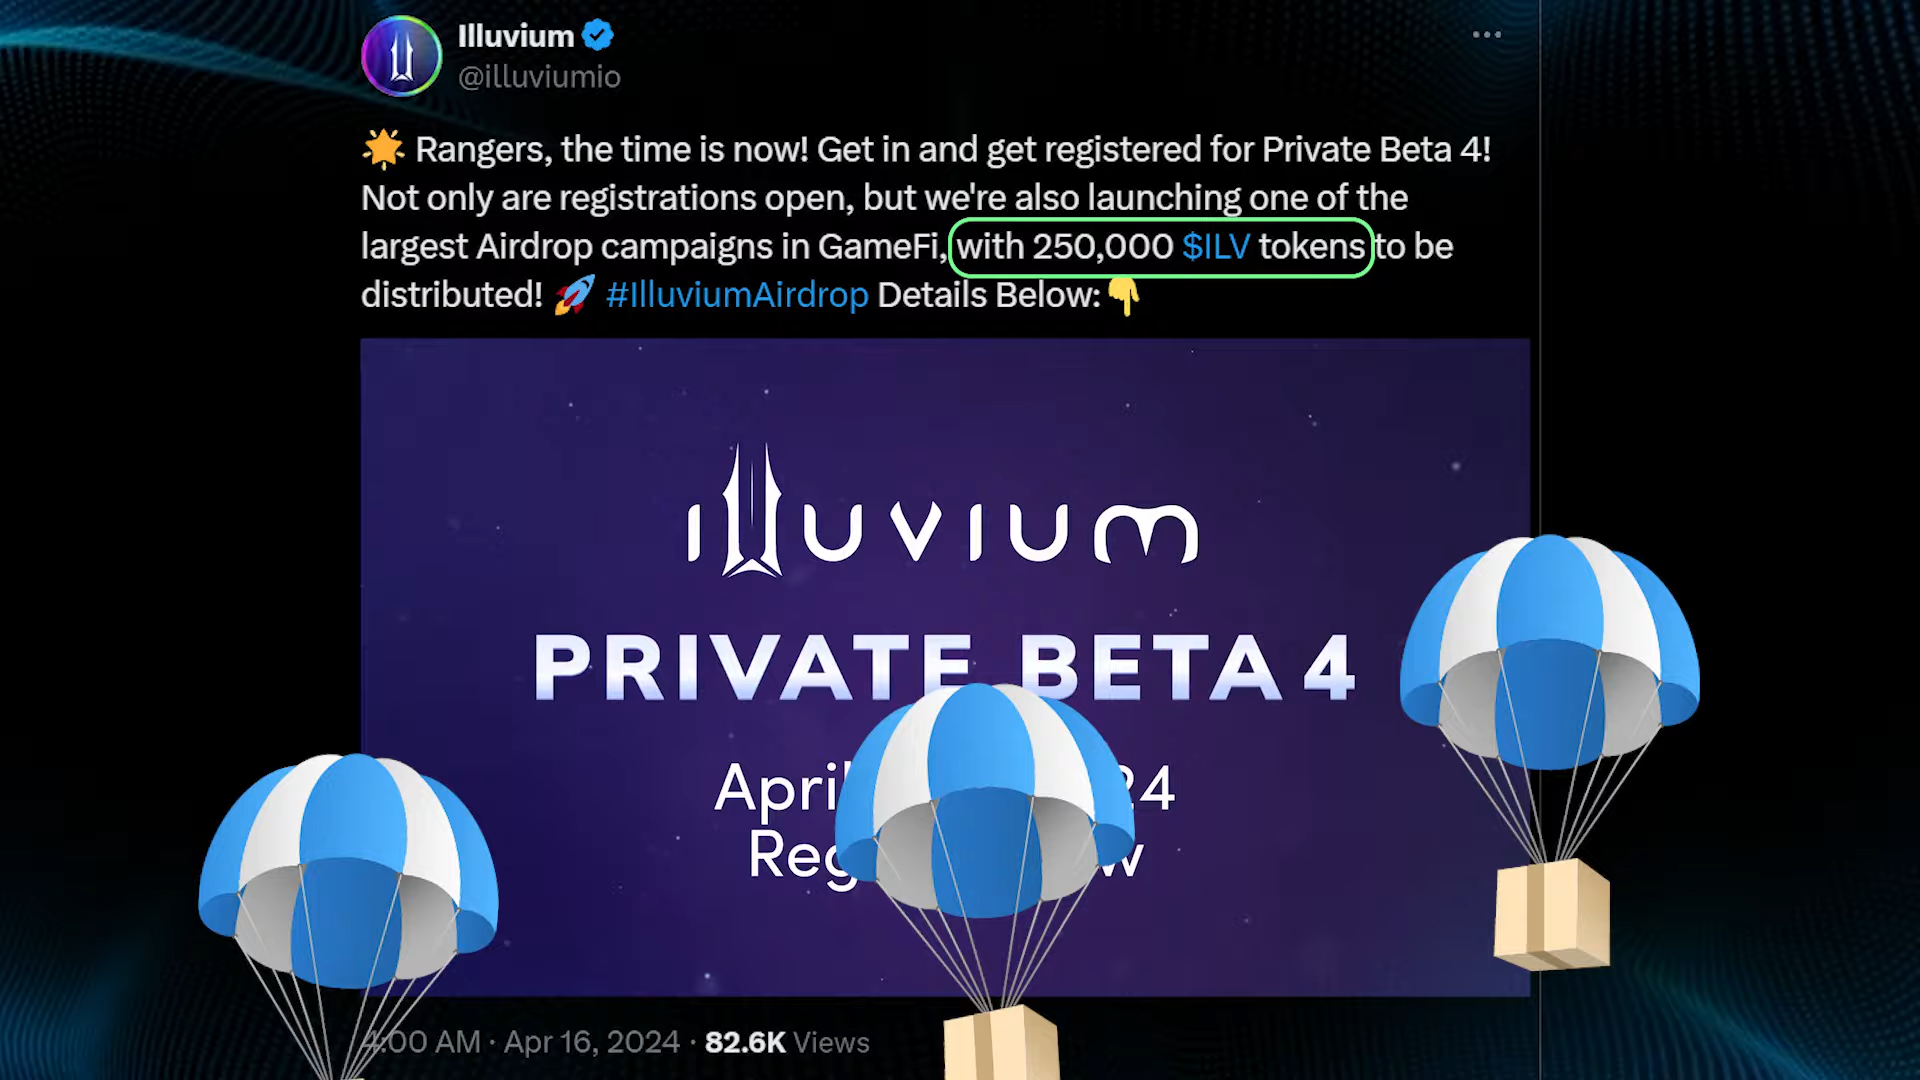 Illuvium
@illuviumio
Rangers, the time is now! Get in and get registered for Private Beta 4!
Not only are registrations open, but we're also launching one of the
largest Airdrop campaigns in GameFi, with 250,000 $ILV tokens to be
distributed! 🚀 #IlluviumAirdrop Details Below:👇
ILLUVIUM
PRIVATE BETA 4
April
4:00 AM · Apr 16, 2024 · 82.6K Views